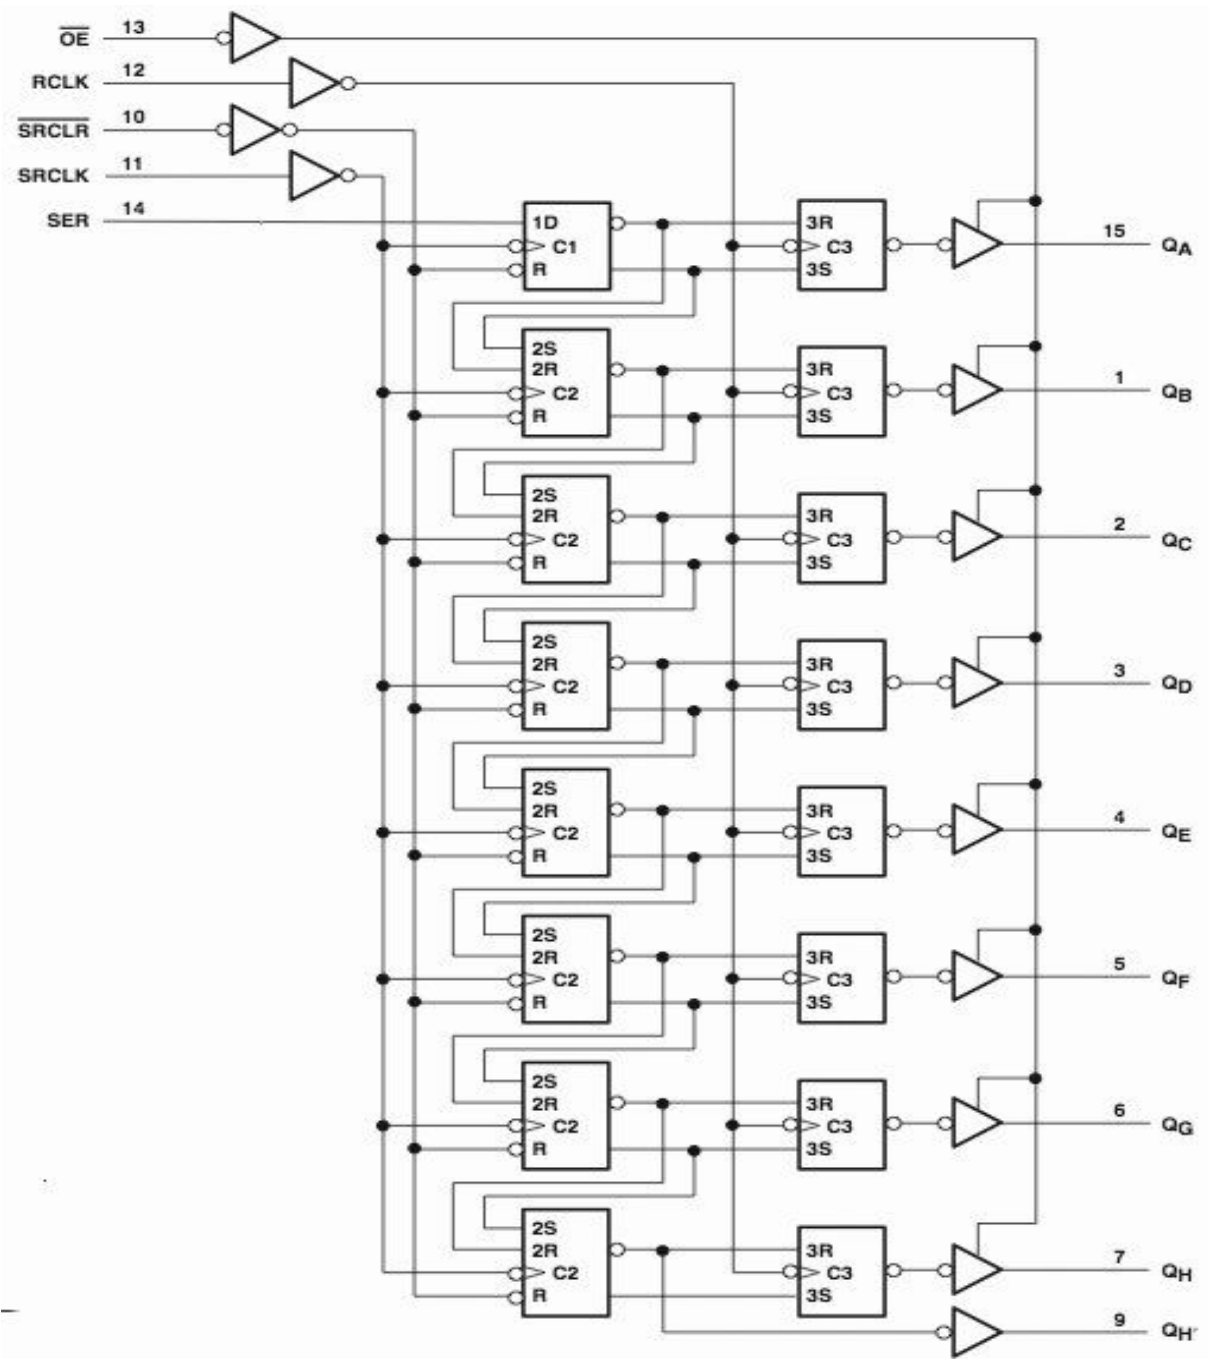 OE 13
RCLK 12
SRCLR 10
SRCLK 11
SER 14
1D 3R
C1 C3 15 QA
R 3S
2S
2R 3R
C2 C3 1 QB
R 3S
2S
2R 3R
C2 C3 2 QC
R 3S
2S
2R 3R
C2 C3 3 QD
R 3S
2S
2R 3R
C2 C3 4 QE
R 3S
2S
2R 3R
C2 C3 5 QF
R 3S
2S
2R 3R
C2 C3 6 QG
R 3S
2S
2R 3R
C2 C3 7 QH
R 3S
9 QH'